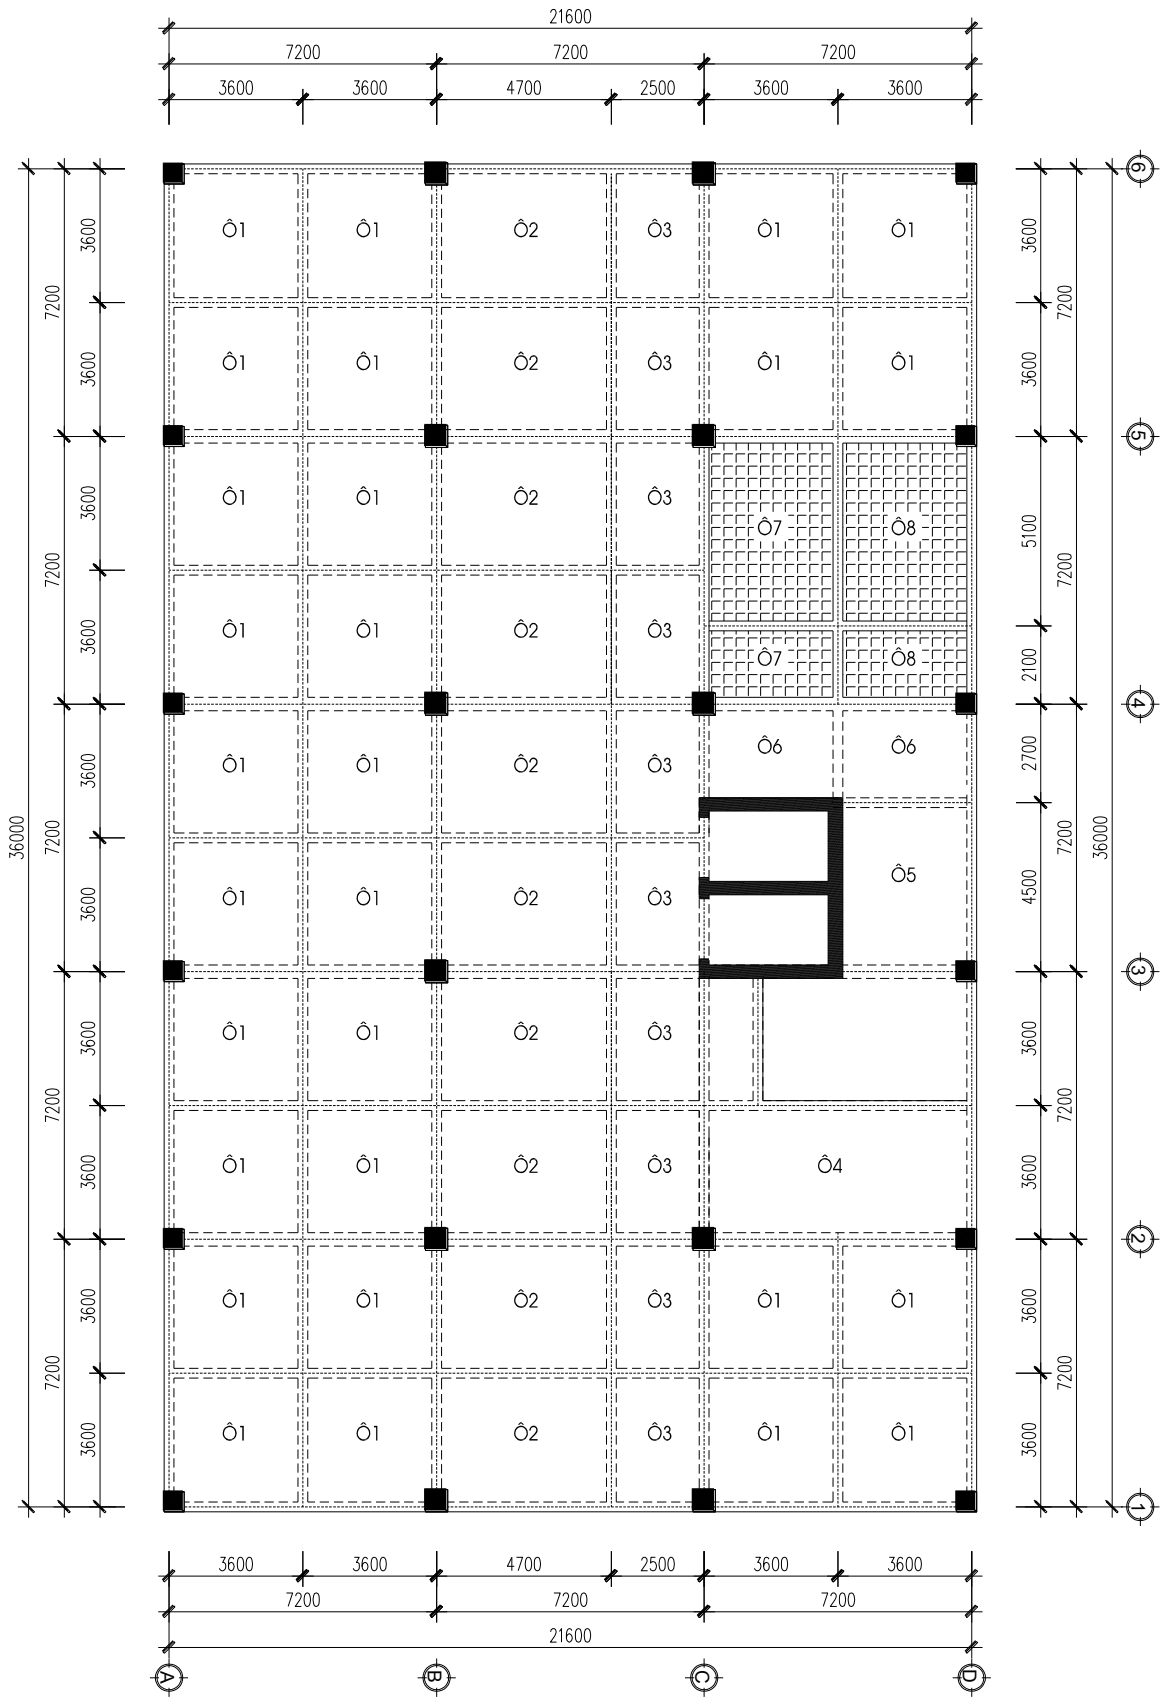 21600
7200 7200 7200
3600 3600 4700 2500 3600 3600
6
3600 Ô1 Ô1 Ô2 Ô3 Ô1 Ô1 3600
7200 7200
3600 Ô1 Ô1 Ô2 Ô3 Ô1 Ô1 3600
5
3600 Ô1 Ô1 Ô2 Ô3
Ô7 Ô8 5100
7200 7200
3600 Ô1 Ô1 Ô2 Ô3
Ô7 Ô8 2100
4
Ô6 Ô6 2700
3600 Ô1 Ô1 Ô2 Ô3
36000 7200 7200 36000
Ô5 4500
3600 Ô1 Ô1 Ô2 Ô3
3
3600 Ô1 Ô1 Ô2 Ô3 3600
7200 7200
3600 Ô1 Ô1 Ô2 Ô3 Ô4 3600
2
3600 Ô1 Ô1 Ô2 Ô3 Ô1 Ô1 3600
7200 7200
3600 Ô1 Ô1 Ô2 Ô3 Ô1 Ô1 3600
1
3600 3600 4700 2500 3600 3600
7200 7200 7200
21600
A B C D